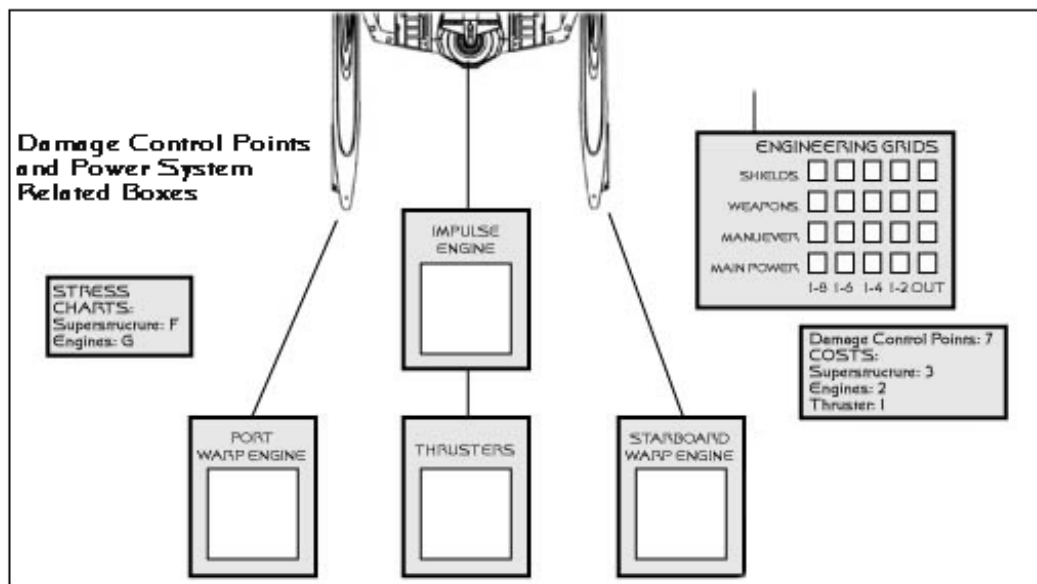 Damage Control Points
and Power System
Related Boxes
STRESS
CHARTS:
Superstructure: F
Engines: G
IMPULSE
ENGINE
PORT
WARP ENGINE
THRUSTERS
STARBOARD
WARP ENGINE
ENGINEERING GRIDS
SHIELDS
WEAPONS
MANUEVER
MAIN POWER
1-8 1-6 1-4 1-2 OUT
Damage Control Points: 7
COSTS:
Superstructure: 3
Engines: 2
Thruster: 1